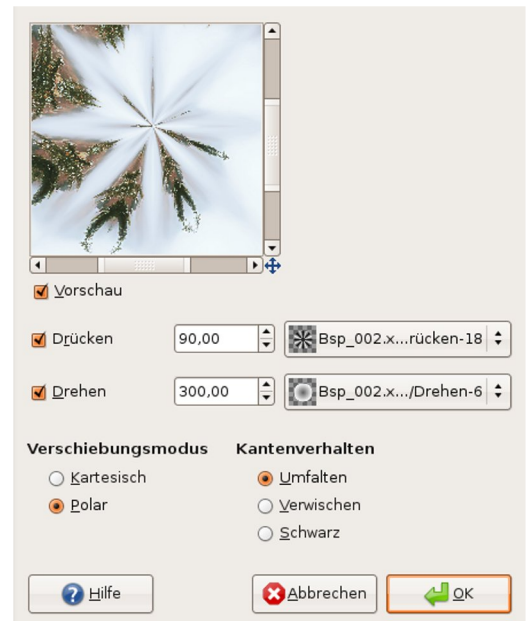 Vorschau
Drücken 90,00 Bsp_002.x...rücken-18
Drehen 300,00 Bsp_002.x.../Drehen-6
Verschiebungsmodus Kantenverhalten
Kartesisch Umfalten
Polar Verwischen
Schwarz
Hilfe Abbrechen OK